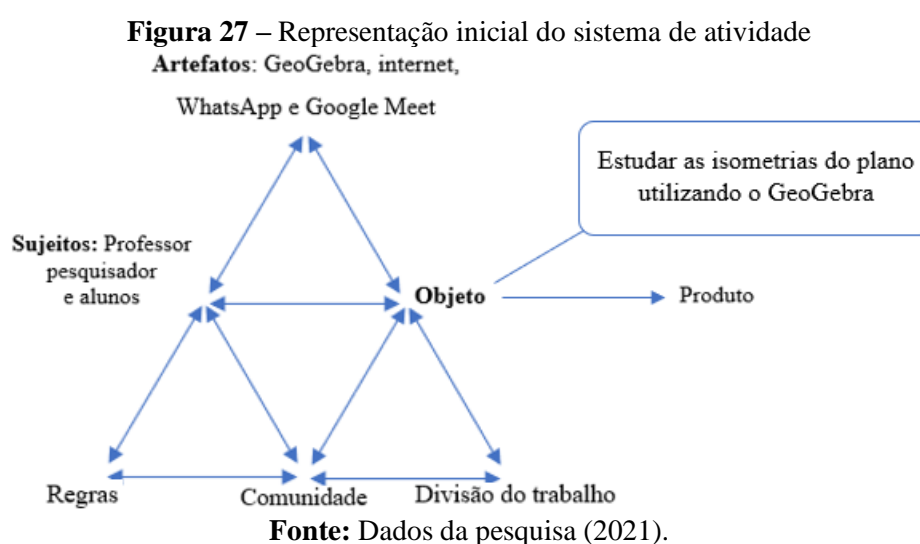 Figura 27 – Representação inicial do sistema de atividade
Artefatos: GeoGebra, internet,
WhatsApp e Google Meet
Estudar as isometrias do plano
utilizando o GeoGebra
Sujeitos: Professor
pesquisador
e alunos
Objeto
Produto
Regras
Comunidade
Divisão do trabalho
Fonte: Dados da pesquisa (2021).